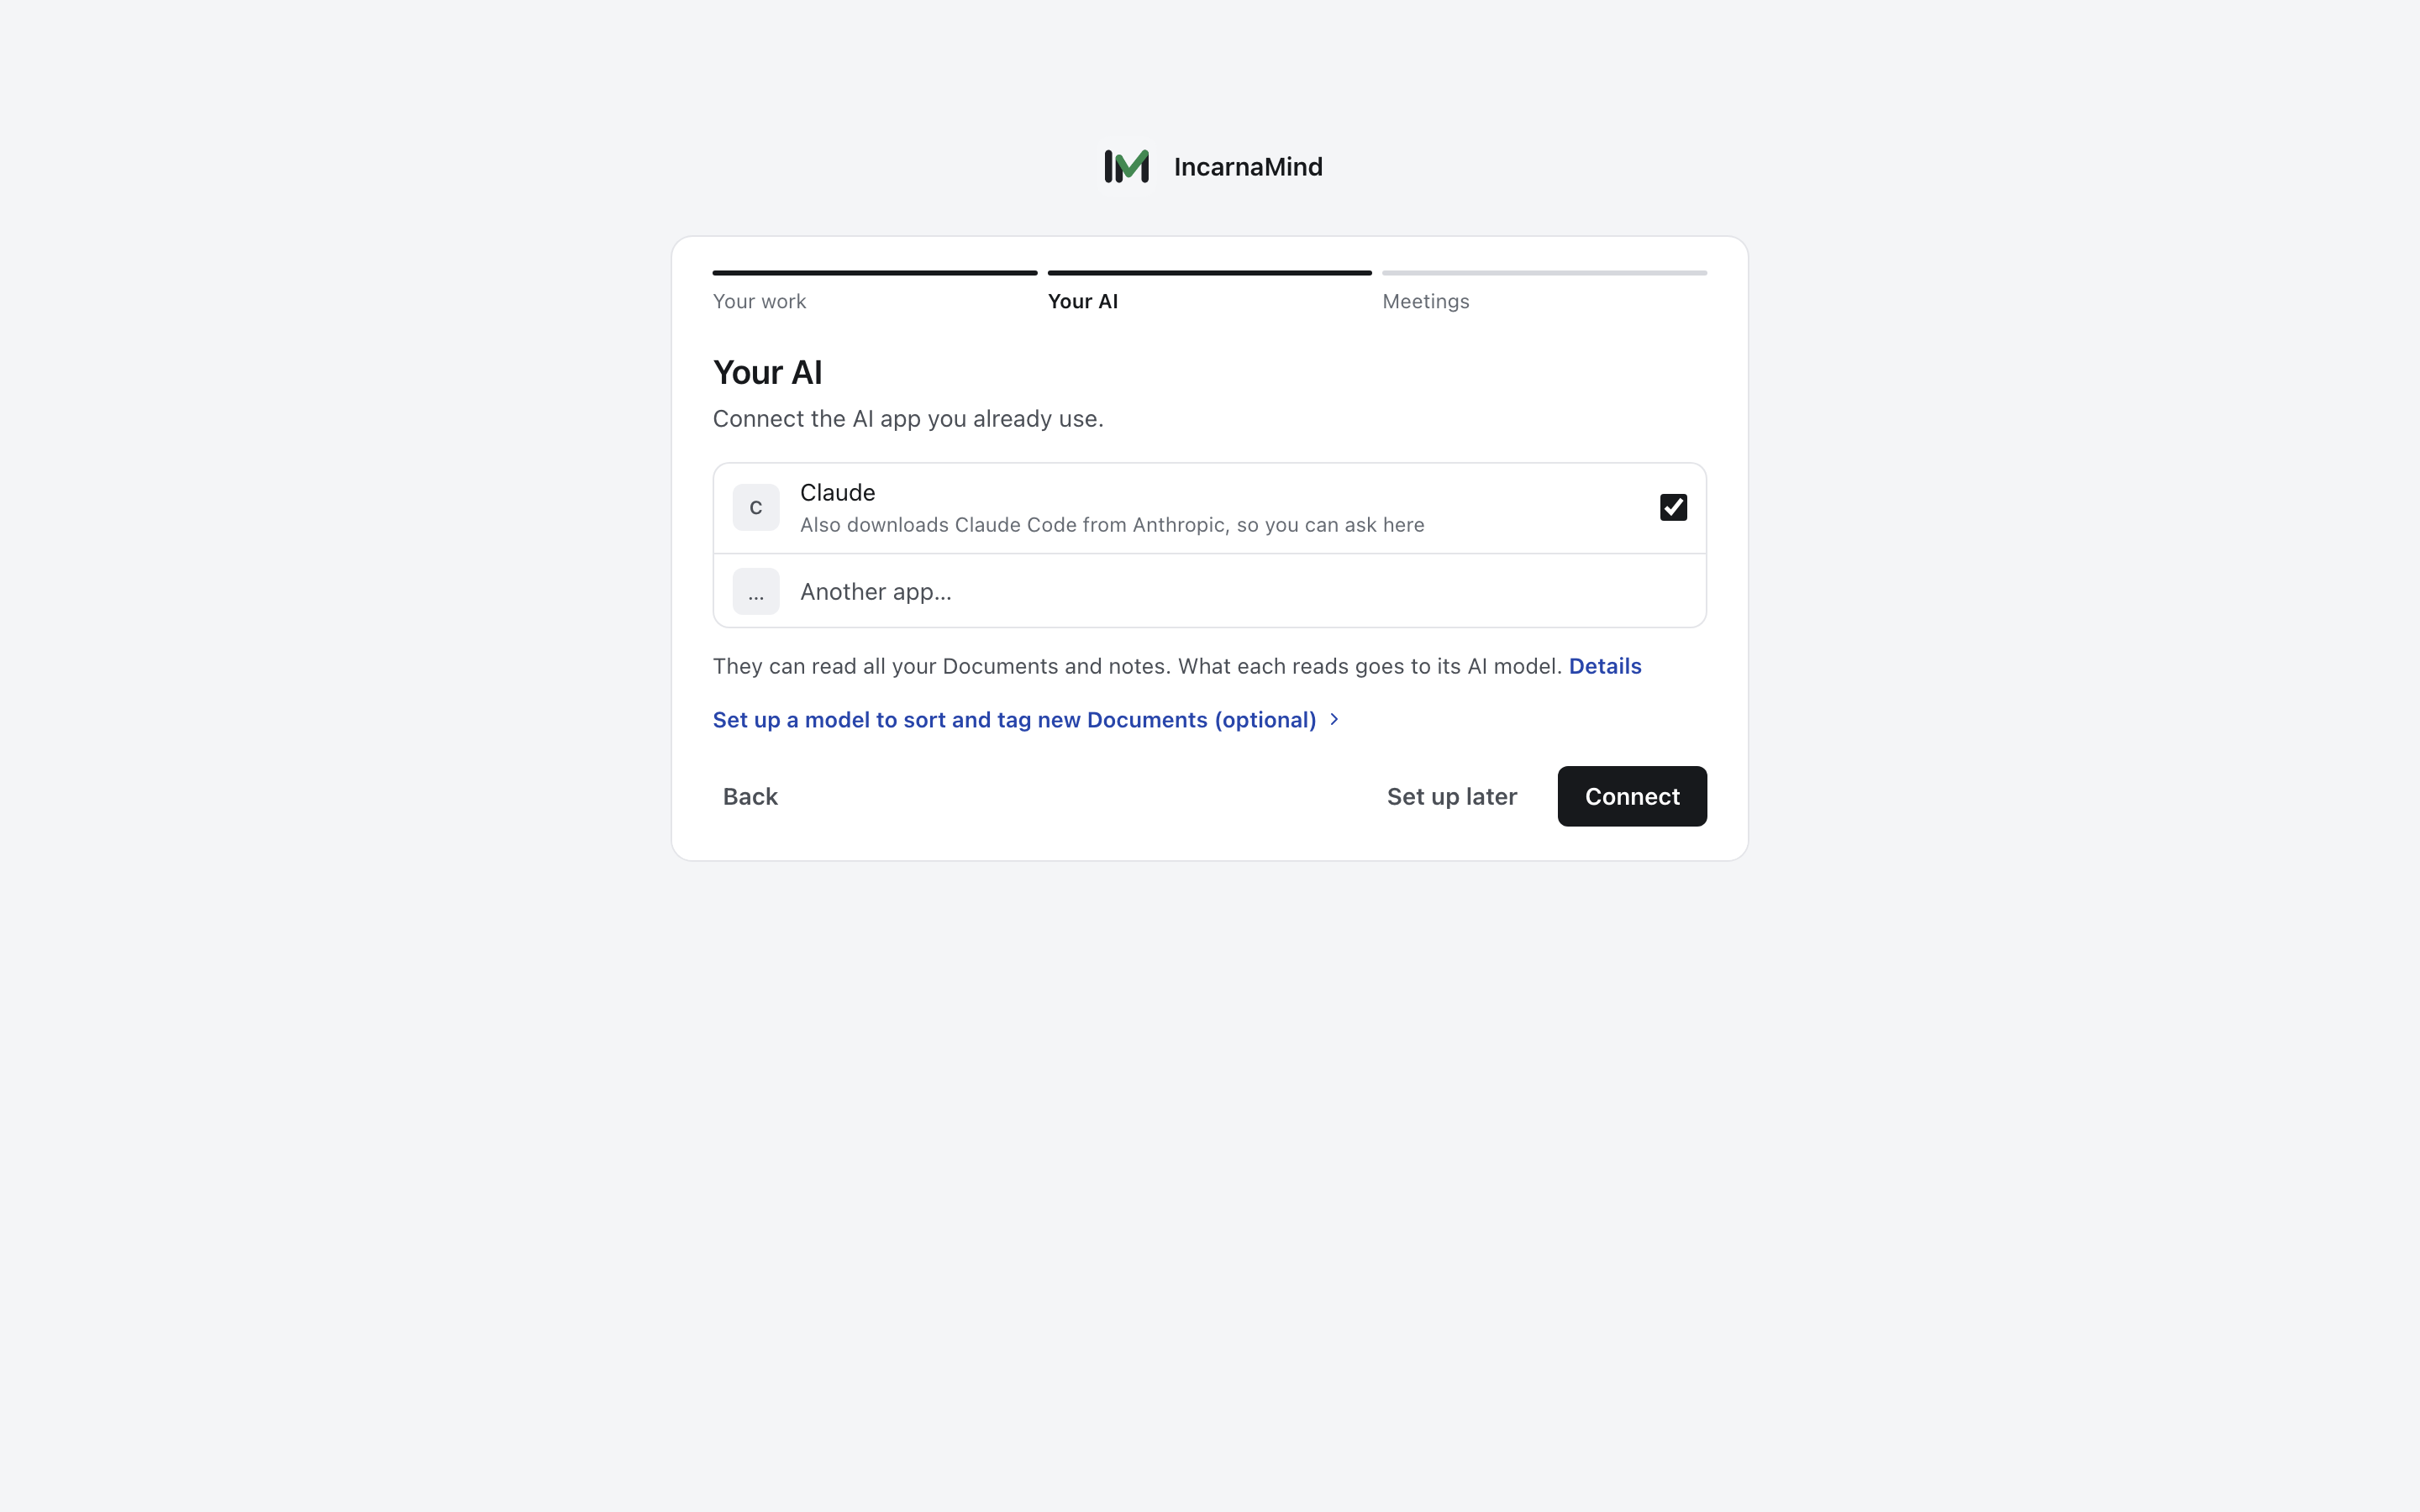 IncarnaMind
Your work
Your AI
Meetings
Your AI
Connect the AI app you already use.
C
Claude
Also downloads Claude Code from Anthropic, so you can ask here
...
Another app...
They can read all your Documents and notes. What each reads goes to its AI model. Details
Set up a model to sort and tag new Documents (optional)
Back
Set up later
Connect